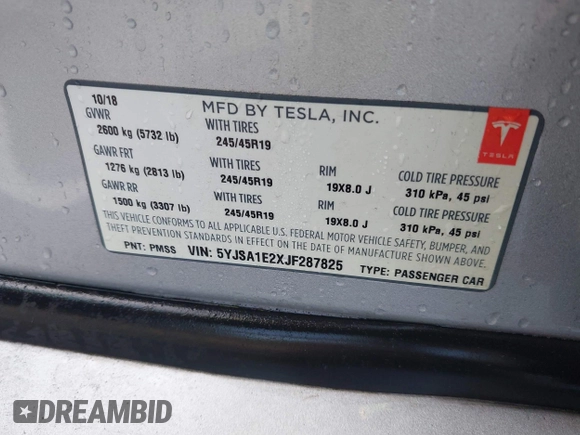 10/18 MFD BY TESLA, INC.
GVWR WITH TIRES
2600 kg (5732 lb) 245/45R19
GAWR FRT WITH TIRES RIM COLD TIRE PRESSURE
1276 kg (2813 lb) 245/45R19 19X8.0 J 310 kPa, 45 psi
GAWR RR WITH TIRES RIM COLD TIRE PRESSURE
1500 kg (3307 lb) 245/45R19 19X8.0 J 310 kPa, 45 psi
THIS VEHICLE CONFORMS TO ALL APPLICABLE U.S. FEDERAL MOTOR VEHICLE SAFETY, BUMPER, AND
THEFT PREVENTION STANDARDS IN EFFECT ON THE DATE OF MANUFACTURE SHOWN ABOVE.
PNT: PMSS VIN: 5YJSA1E2XJF287825 TYPE: PASSENGER CAR
TESLA
DREAMBID